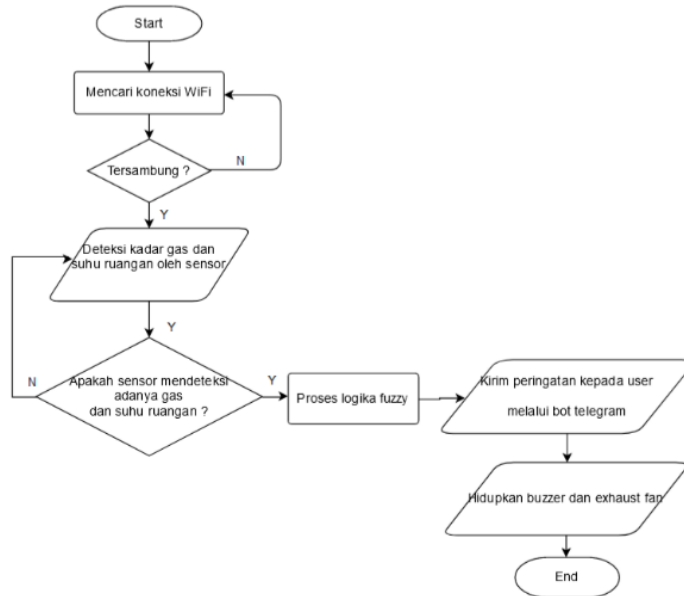 Start
Mencari koneksi WiFi
Tersambung ?
N
Y
Deteksi kadar gas dan
suhu ruangan oleh sensor
Y
N
Apakah sensor mendeteksi
adanya gas
dan suhu ruangan ?
Y
Proses logika fuzzy
Kirim peringatan kepada user
melalui bot telegram
Hidupkan buzzer dan exhaust fan
End